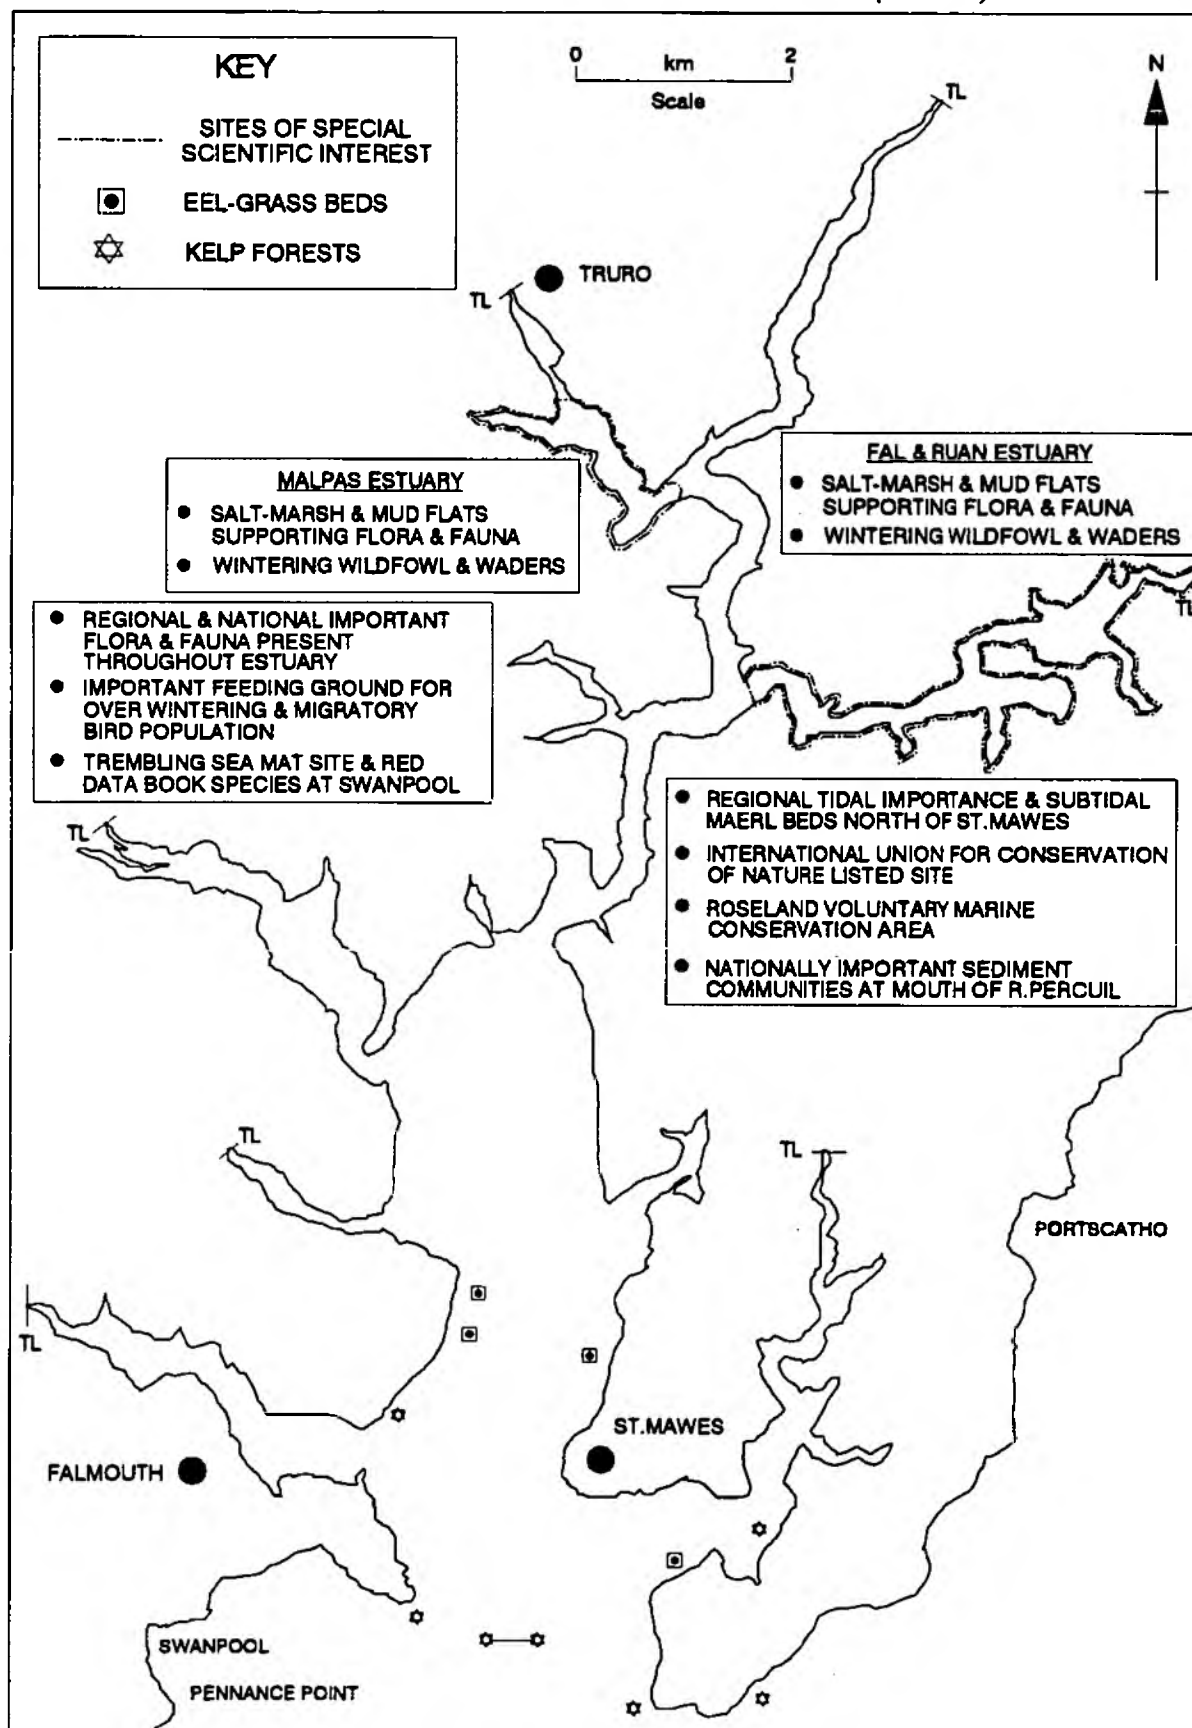 KEY
SITES OF SPECIAL
SCIENTIFIC INTEREST
EEL-GRASS BEDS
KELP FORESTS
0 km 2
Scale
N
TL
TRURO
TL
MALPAS ESTUARY
● SALT-MARSH & MUD FLATS
SUPPORTING FLORA & FAUNA
● WINTERING WILDFOWL & WADERS
FAL & RUAN ESTUARY
● SALT-MARSH & MUD FLATS
SUPPORTING FLORA & FAUNA
● WINTERING WILDFOWL & WADERS
TL
● REGIONAL & NATIONAL IMPORTANT
FLORA & FAUNA PRESENT
THROUGHOUT ESTUARY
● IMPORTANT FEEDING GROUND FOR
OVER WINTERING & MIGRATORY
BIRD POPULATION
● TREMBLING SEA MAT SITE & RED
DATA BOOK SPECIES AT SWANPOOL
● REGIONAL TIDAL IMPORTANCE & SUBTIDAL
MAERL BEDS NORTH OF ST.MAWES
● INTERNATIONAL UNION FOR CONSERVATION
OF NATURE LISTED SITE
● ROSELAND VOLUNTARY MARINE
CONSERVATION AREA
● NATIONALLY IMPORTANT SEDIMENT
COMMUNITIES AT MOUTH OF R.PERCUIL
TL
TL
TL
PORTSCATHO
TL
ST.MAWES
FALMOUTH
SWANPOOL
PENNANCE POINT